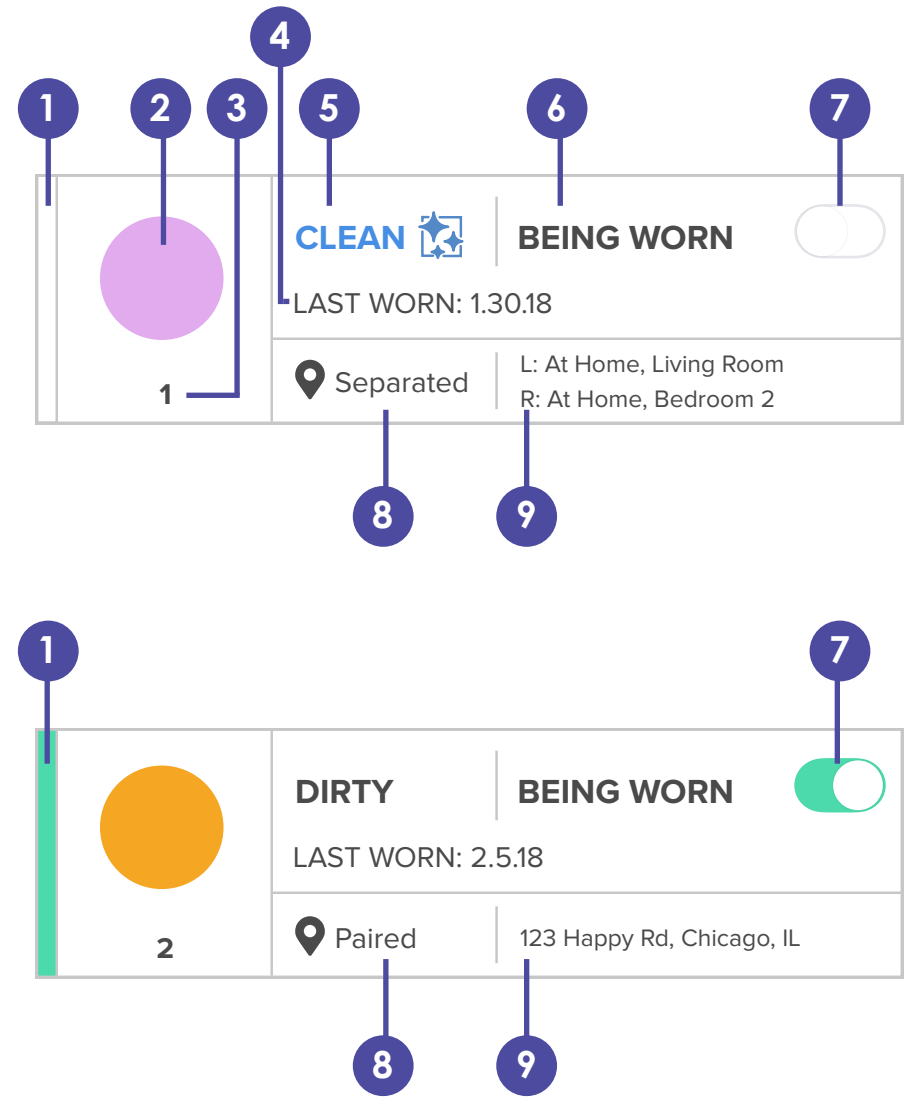 4
1 2 3 5 6 7
CLEAN BEING WORN
LAST WORN: 1.30.18
Separated
L: At Home, Living Room
R: At Home, Bedroom 2
1
8 9
1 7
DIRTY BEING WORN
LAST WORN: 2.5.18
Paired 123 Happy Rd, Chicago, IL
2
8 9